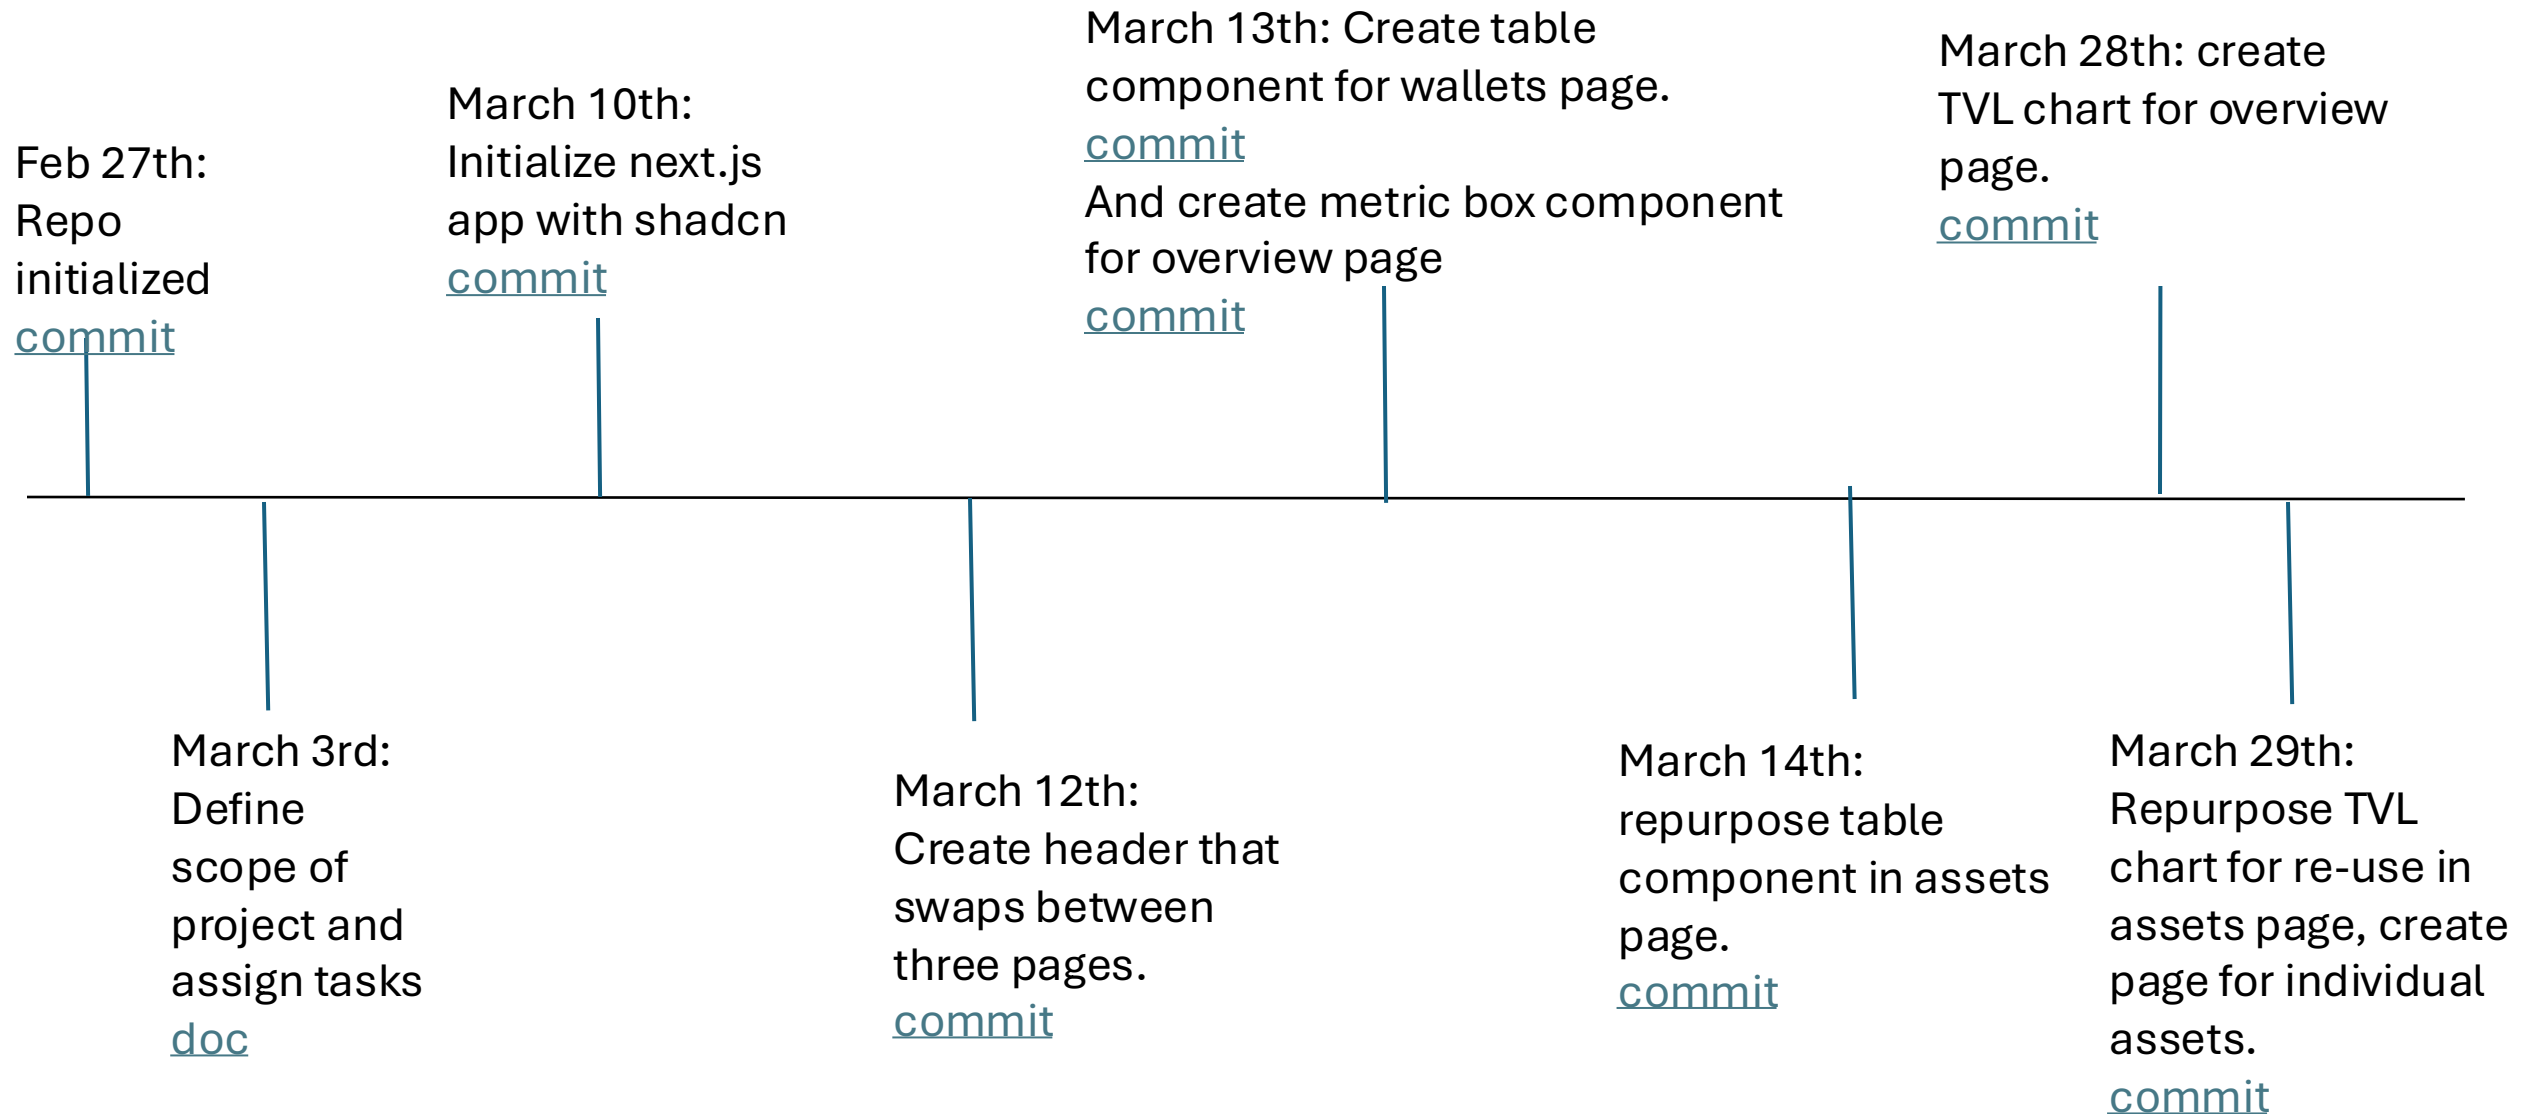 Feb 27th:
Repo
initialized
commit
March 3rd:
Define
scope of
project and
assign tasks
doc
March 10th:
Initialize next.js
app with shadcn
commit
March 12th:
Create header that
swaps between
three pages.
commit
March 13th: Create table
component for wallets page.
commit
And create metric box component
for overview page
commit
March 14th:
repurpose table
component in assets
page.
commit
March 28th: create
TVL chart for overview
page.
commit
March 29th:
Repurpose TVL
chart for re-use in
assets page, create
page for individual
assets.
commit